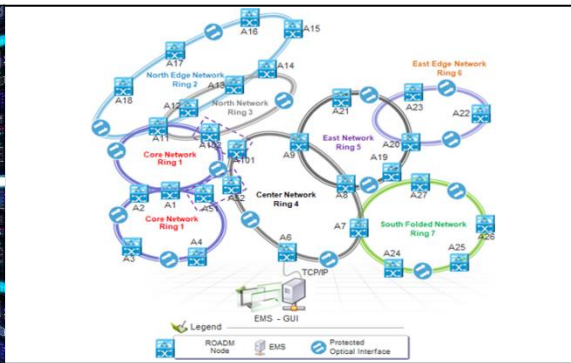 A16
A15
A17
A14
North Edge Network
Ring 2
A13
A18
A12
North Network
Ring 3
A11
A102
A101
Core Network
Ring 1
A52
A2
A1
A51
Core Network
Ring 1
A3
A4
Center Network
Ring 4
A9
A8
A7
A6
A21
East Network
Ring 5
A20
A19
East Edge Network
Ring 6
A23
A22
A27
South Folded Network
Ring 7
A26
A25
A24
TCP/IP
EMS - GUI
Legend
ROADM
Node
EMS
Protected
Optical Interface